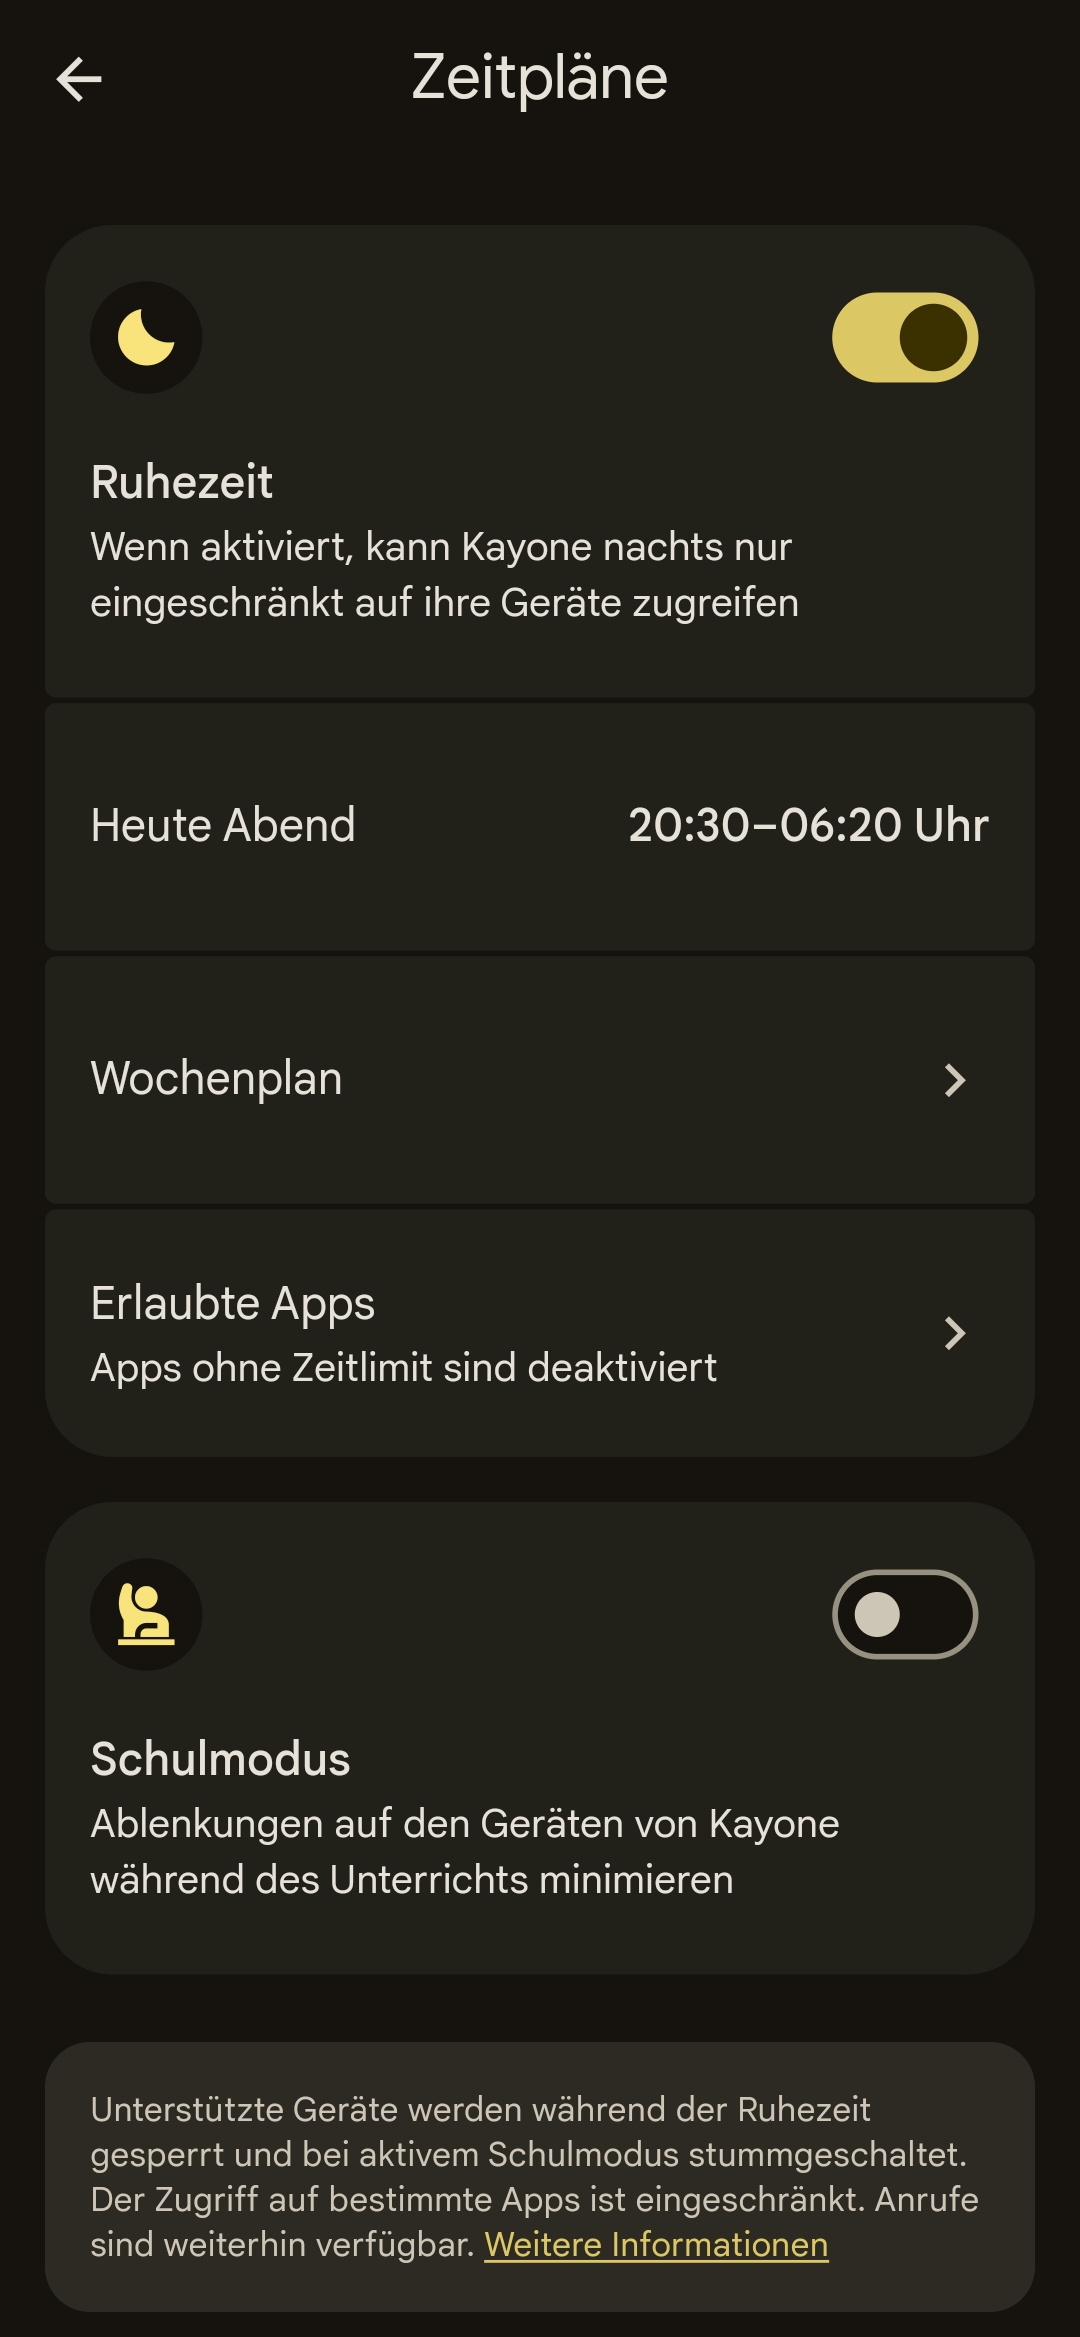 Zeitpläne
Ruhezeit
Wenn aktiviert, kann Kayone nachts nur
eingeschränkt auf ihre Geräte zugreifen
Heute Abend
20:30–06:20 Uhr
Wochenplan
Erlaubte Apps
Apps ohne Zeitlimit sind deaktiviert
Schulmodus
Ablenkungen auf den Geräten von Kayone
während des Unterrichts minimieren
Unterstützte Geräte werden während der Ruhezeit
gesperrt und bei aktivem Schulmodus stummgeschaltet.
Der Zugriff auf bestimmte Apps ist eingeschränkt. Anrufe
sind weiterhin verfügbar. Weitere Informationen